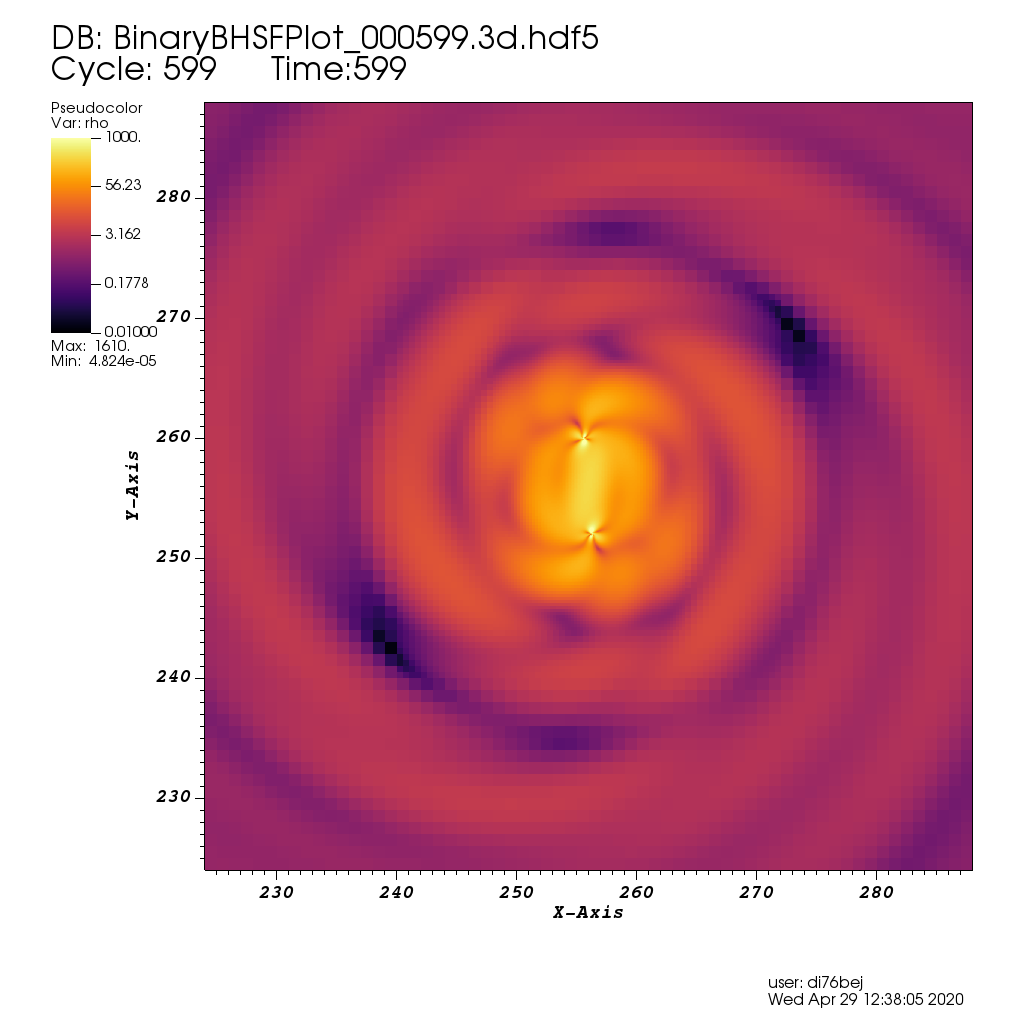 DB: BinaryBHSFPlot_000599.3d.hdf5
Cycle: 599 Time:599
Pseudocolor
Var: rho
1000.
56.23
3.162
0.1778
0.01000
Max: 1610.
Min: 4.824e-05
280
270
260
250
240
230
Y-Axis
230 240 250 260 270 280
X-Axis
user: di76bej
Wed Apr 29 12:38:05 2020